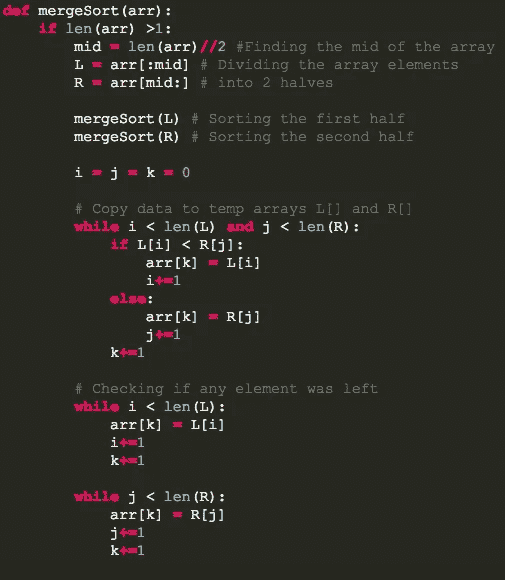 def mergeSort(arr):
    if len(arr) >1:
        mid = len(arr)//2 #Finding the mid of the array
        L = arr[:mid] # Dividing the array elements
        R = arr[mid:] # into 2 halves

        mergeSort(L) # Sorting the first half
        mergeSort(R) # Sorting the second half

        i = j = k = 0

        # Copy data to temp arrays L[] and R[]
        while i < len(L) and j < len(R):
            if L[i] < R[j]:
                arr[k] = L[i]
                i+=1
            else:
                arr[k] = R[j]
                j+=1
            k+=1

        # Checking if any element was left
        while i < len(L):
            arr[k] = L[i]
            i+=1
            k+=1

        while j < len(R):
            arr[k] = R[j]
            j+=1
            k+=1